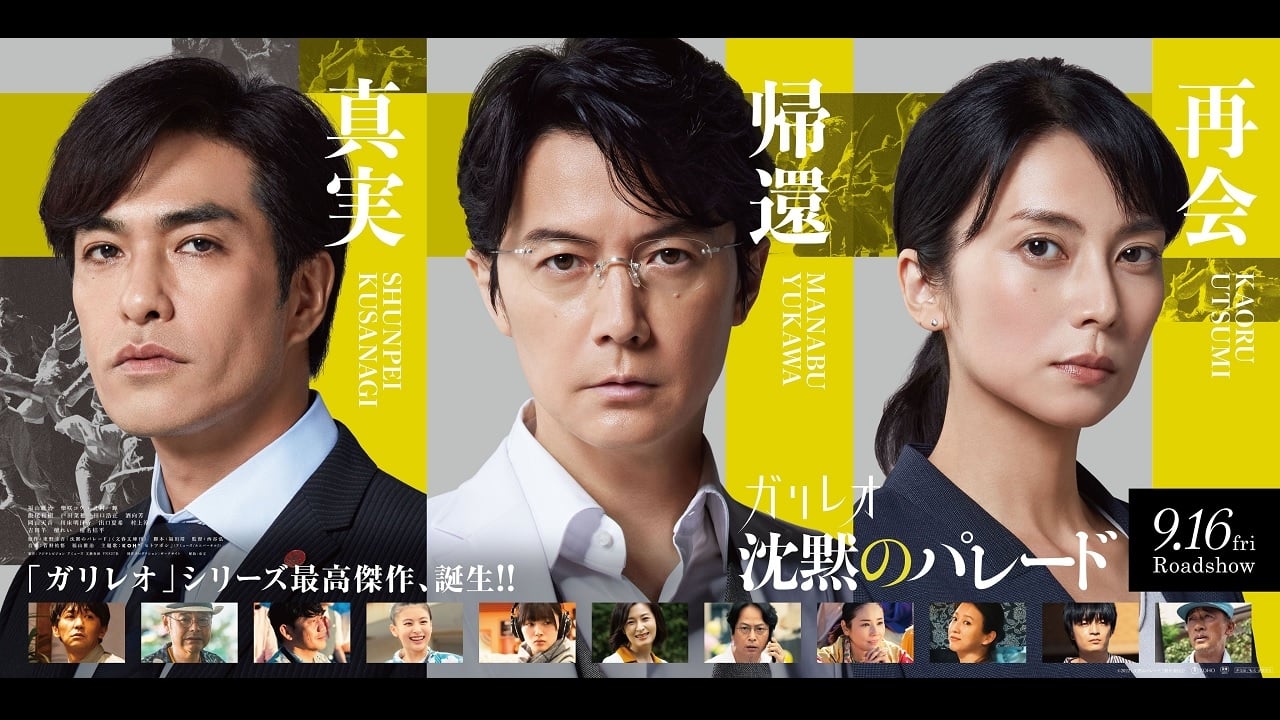 真実
SHUNPEI
KUSANAGI
帰還
MANABU
YUKAWA
再会
KAORU
UTSUMI
ガリレオ
沈黙のパレード
9.16 fri
Roadshow
「ガリレオ」シリーズ最高傑作、誕生!!